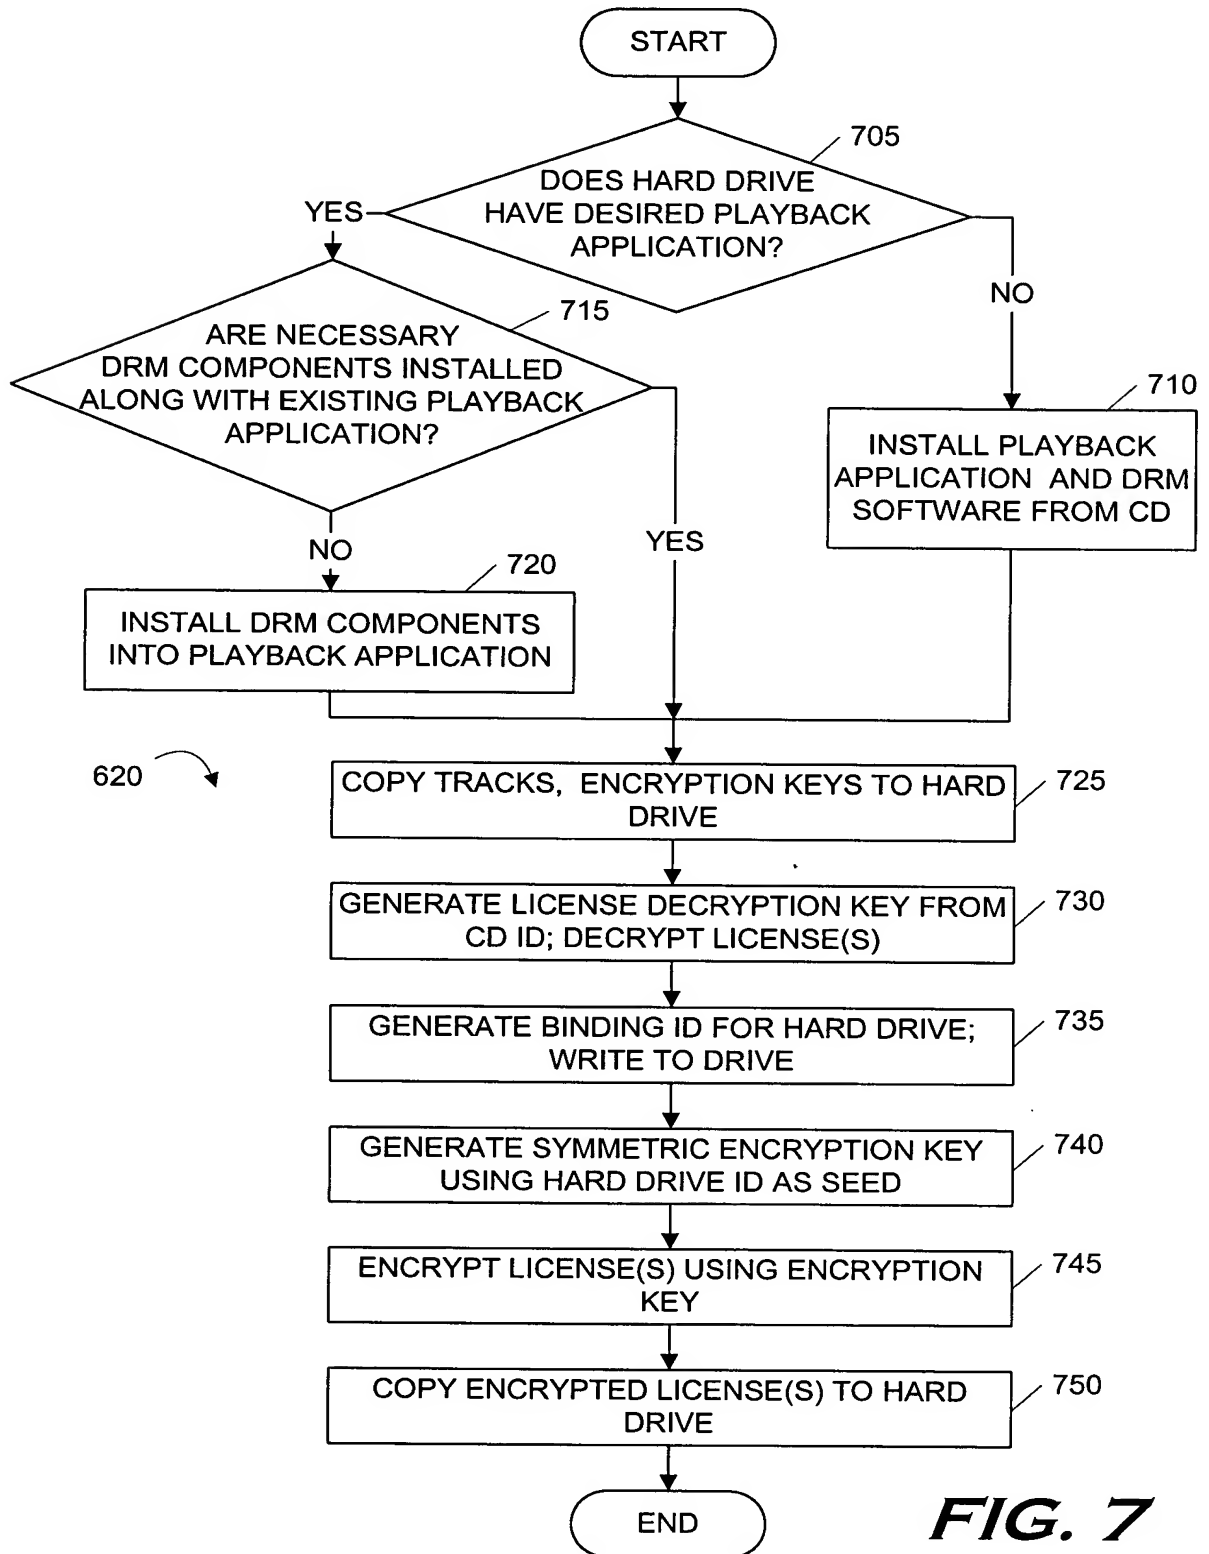 START
705
DOES HARD DRIVE
HAVE DESIRED PLAYBACK
APPLICATION?
YES
NO
715
ARE NECESSARY
DRM COMPONENTS INSTALLED
ALONG WITH EXISTING PLAYBACK
APPLICATION?
710
INSTALL PLAYBACK
APPLICATION AND DRM
SOFTWARE FROM CD
NO
YES
720
INSTALL DRM COMPONENTS
INTO PLAYBACK APPLICATION
620
COPY TRACKS, ENCRYPTION KEYS TO HARD
DRIVE
725
GENERATE LICENSE DECRYPTION KEY FROM
CD ID; DECRYPT LICENSE(S)
730
GENERATE BINDING ID FOR HARD DRIVE;
WRITE TO DRIVE
735
GENERATE SYMMETRIC ENCRYPTION KEY
USING HARD DRIVE ID AS SEED
740
ENCRYPT LICENSE(S) USING ENCRYPTION
KEY
745
COPY ENCRYPTED LICENSE(S) TO HARD
DRIVE
750
END
FIG. 7